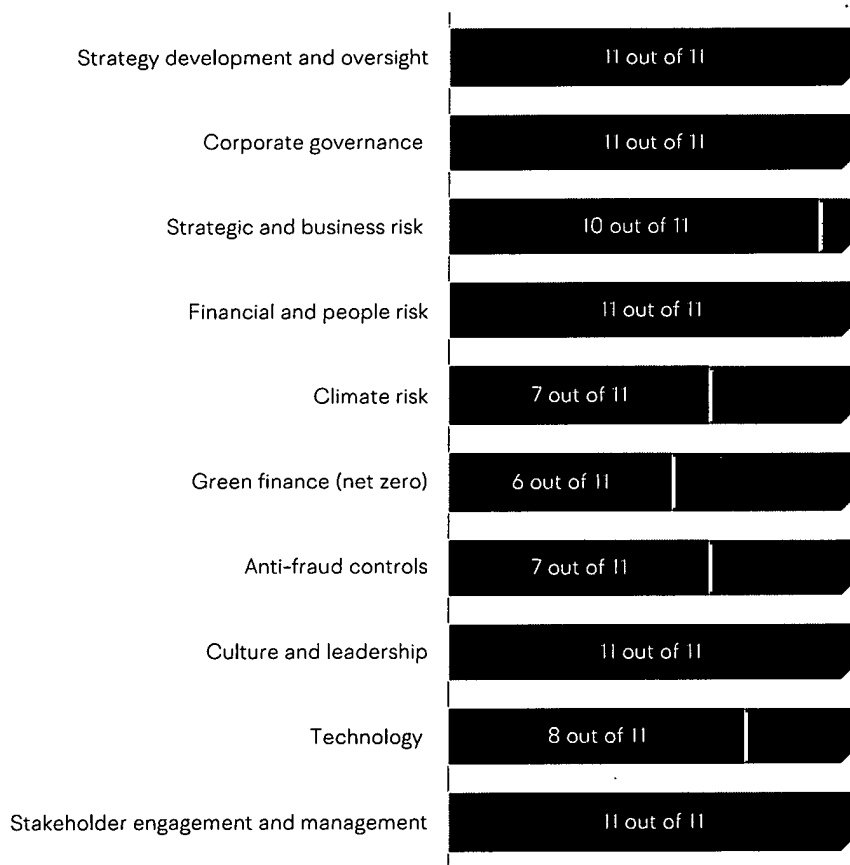 Strategy development and oversight 11 out of 11
Corporate governance 11 out of 11
Strategic and business risk 10 out of 11
Financial and people risk 11 out of 11
Climate risk 7 out of 11
Green finance (net zero) 6 out of 11
Anti-fraud controls 7 out of 11
Culture and leadership 11 out of 11
Technology 8 out of 11
Stakeholder engagement and management 11 out of 11